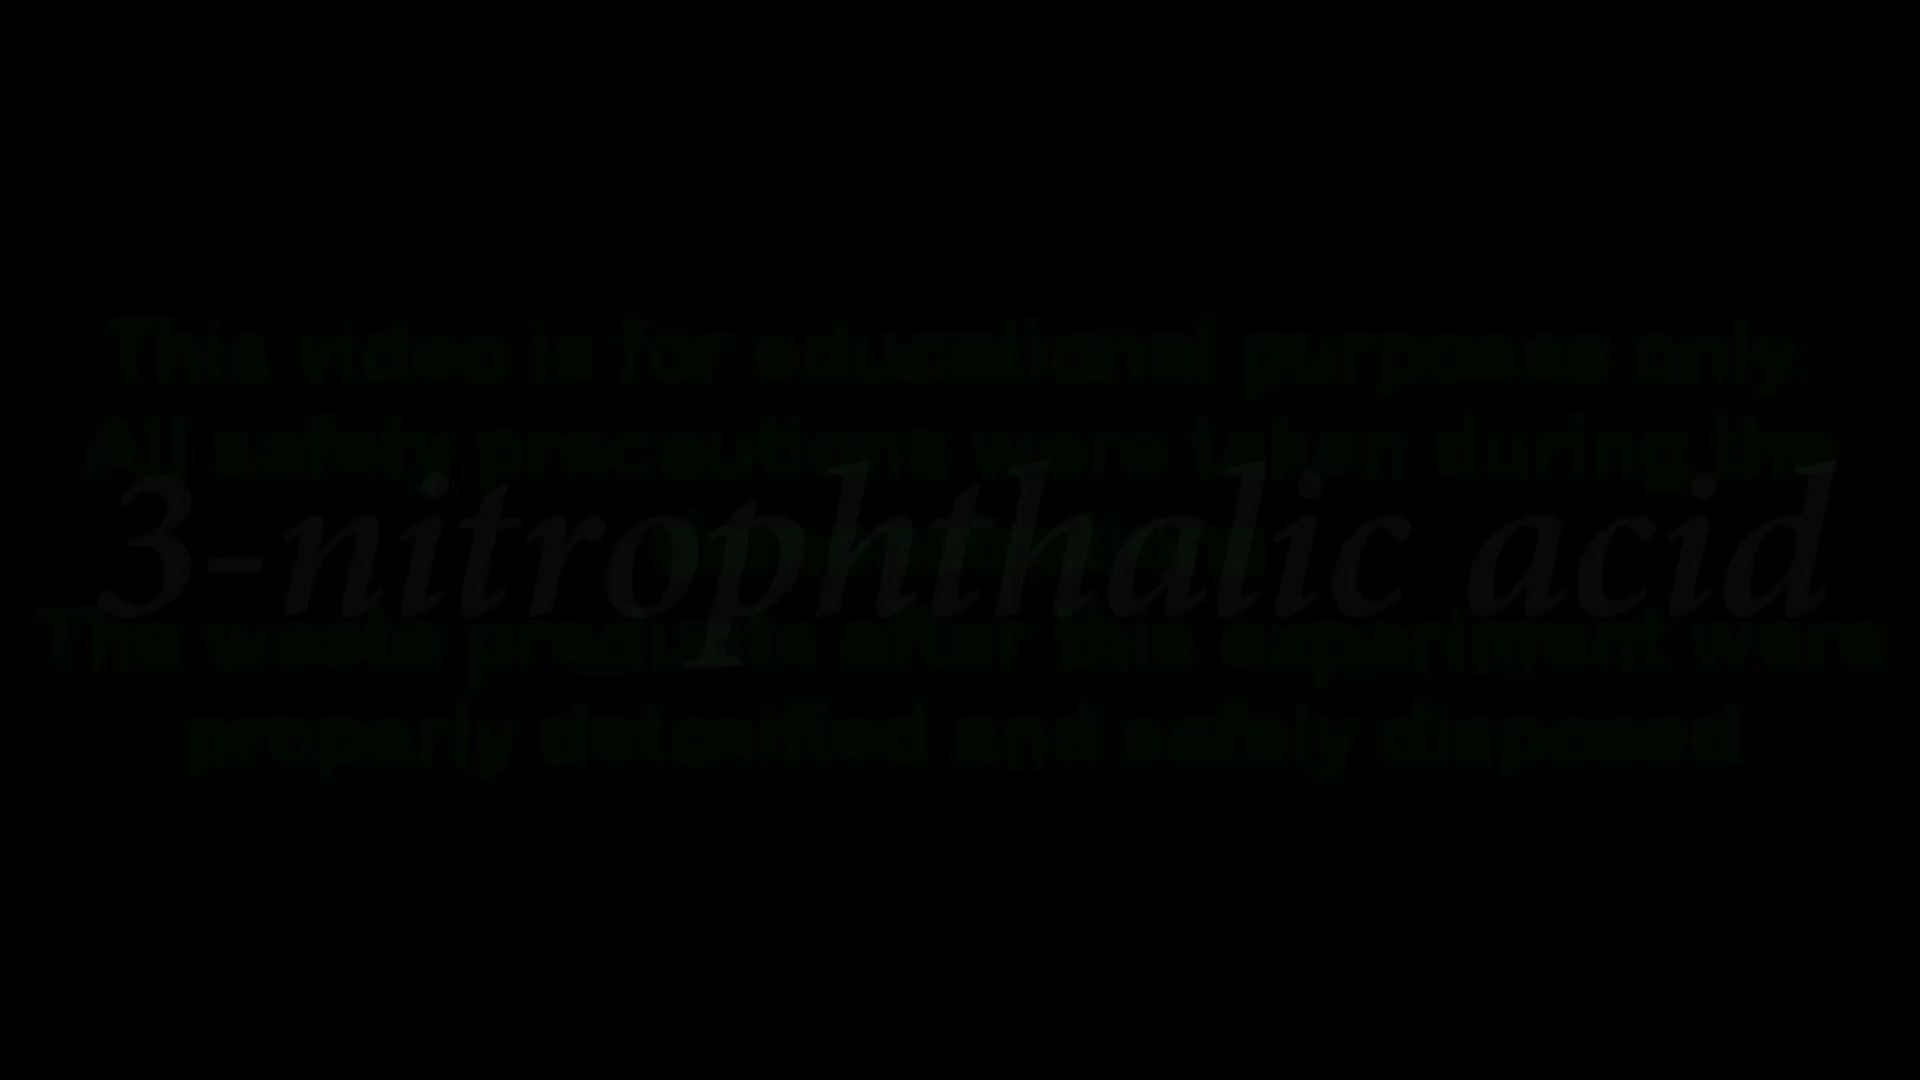 This video is for educational purposes only.
All safety precautions were taken during the
3-nitrophthalic acid
The waste products after this experiment were
properly detoxified and safely disposed